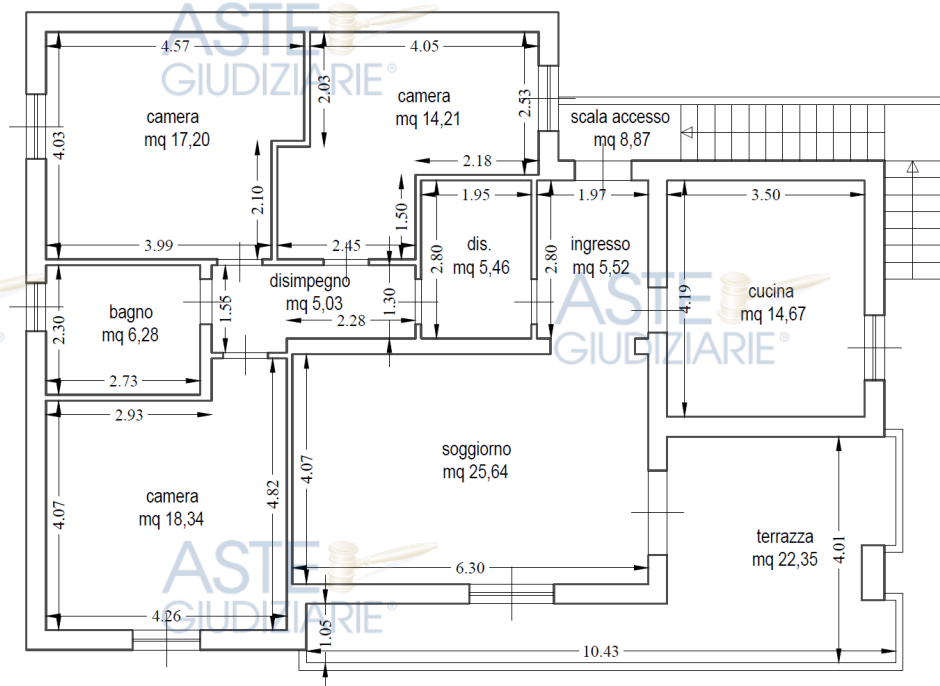 ASTE
GIUDIZIARIE®
4.57
4.05
2.03
2.53
camera
mq 17,20
camera
mq 14,21
scala accesso
mq 8,87
4.03
2.10
2.18
1.50
1.95
1.97
3.50
3.99
2.45
dis.
mq 5,46
2.80
2.80
ingresso
mq 5,52
disimpegno
mq 5,03
1.55
1.30
2.28
bagno
mq 6,28
2.30
2.73
ASTE
GIUDIZIARIE®
4.19
cucina
mq 14,67
2.93
soggiorno
mq 25,64
4.07
4.82
4.07
camera
mq 18,34
terrazza
mq 22,35
4.01
6.30
ASTE
GIUDIZIARIE®
4.26
1.05
10.43